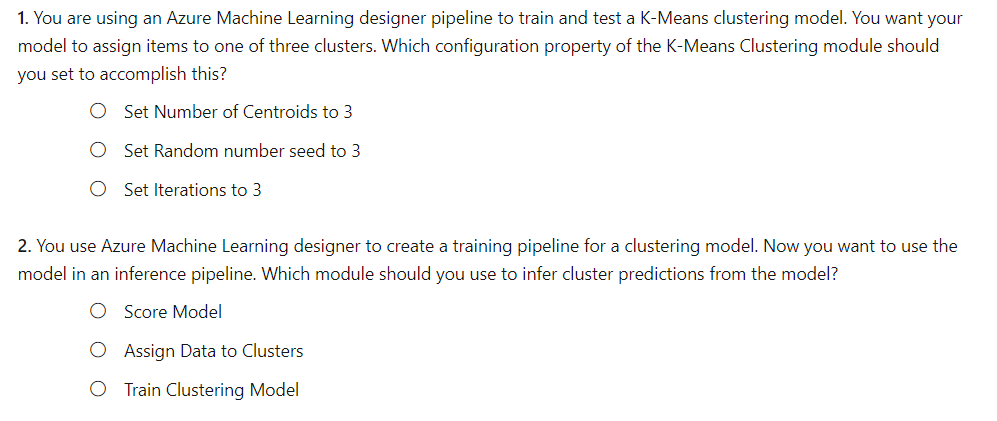 1. You are using an Azure Machine Learning designer pipeline to train and test a K-Means clustering model. You want your
model to assign items to one of three clusters. Which configuration property of the K-Means Clustering module should
you set to accomplish this?
Set Number of Centroids to 3
Set Random number seed to 3
Set Iterations to 3
2. You use Azure Machine Learning designer to create a training pipeline for a clustering model. Now you want to use the
model in an inference pipeline. Which module should you use to infer cluster predictions from the model?
Score Model
Assign Data to Clusters
Train Clustering Model